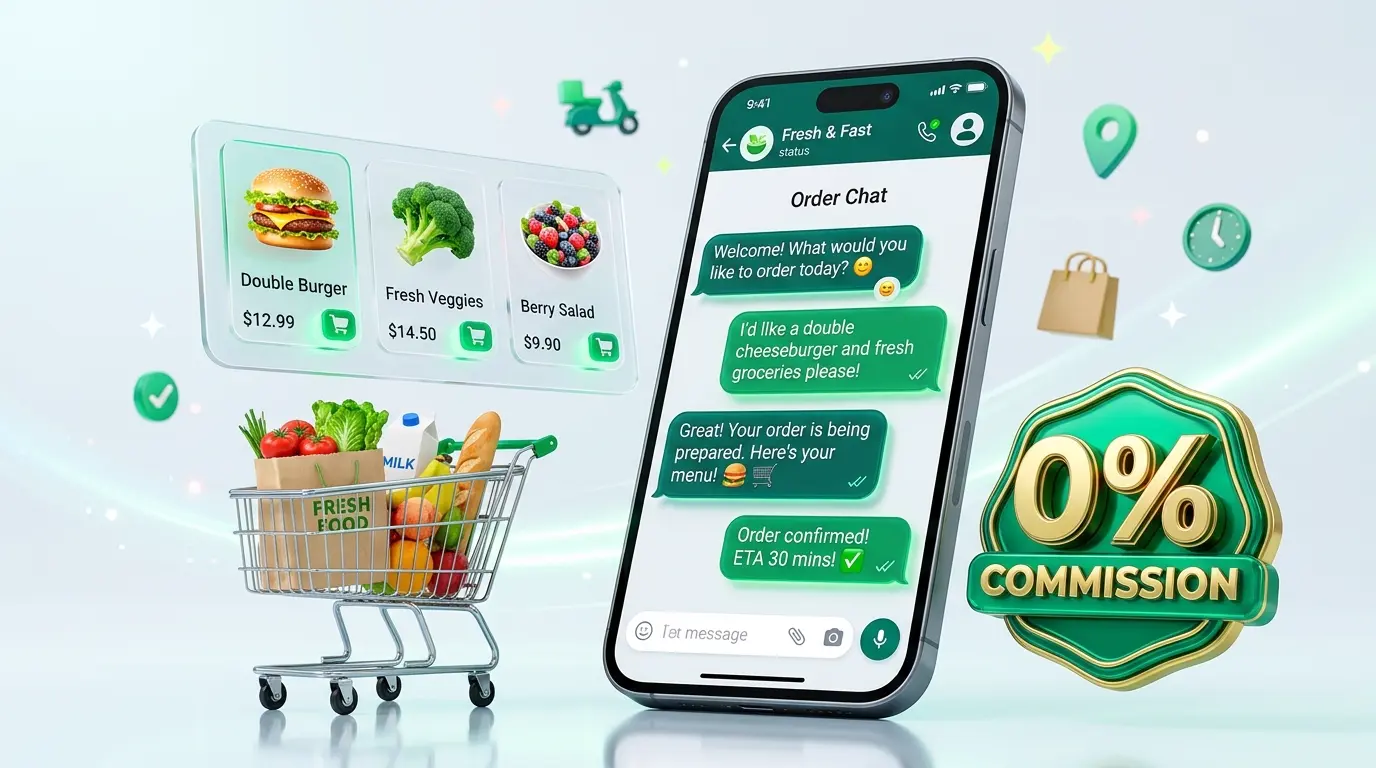 Double Burger
$12.99
Fresh Veggies
$14.50
Berry Salad
$9.90
MILK
FRESH
FOOD
9:41
Fresh & Fast
status
Order Chat
Welcome! What would you
like to order today? 😊
😊
I'd like a double
cheeseburger and fresh
groceries please!
Great! Your order is being
prepared. Here's your
menu! 🍔 🛒
Order confirmed!
ETA 30 mins! ✅
message
0%
COMMISSION